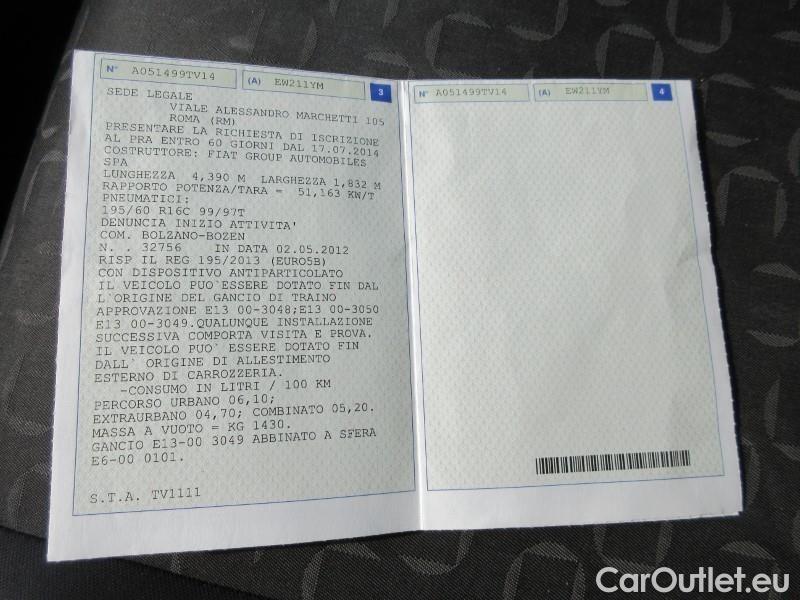 N° A051499TV14 (A) EW211YM 3
SEDE LEGALE
VIALE ALESSANDRO MARCHETTI 105
ROMA (RM)
PRESENTARE LA RICHIESTA DI ISCRIZIONE
AL PRA ENTRO 60 GIORNI DAL 17.07.2014
COSTRUTTORE: FIAT GROUP AUTOMOBILES
SPA
LUNGHEZZA 4,390 M LARGHEZZA 1,832 M
RAPPORTO POTENZA/TARA = 51,163 KW/T
PNEUMATICI:
195/60 R16C 99/97T
DENUNCIA INIZIO ATTIVITA'
COM. BOLZANO-BOZEN
N. . 32756 IN DATA 02.05.2012
RISP IL REG 195/2013 (EURO5B)
CON DISPOSITIVO ANTIPARTICOLATO
IL VEICOLO PUO`ESSERE DOTATO FIN DAL
L`ORIGINE DEL GANCIO DI TRAINO
APPROVAZIONE E13 00-3048;E13 00-3050
E13 00-3049.QUALUNQUE INSTALLAZIONE
SUCCESSIVA COMPORTA VISITA E PROVA.
IL VEICOLO PUO` ESSERE DOTATO FIN
DALL` ORIGINE DI ALLESTIMENTO
ESTERNO DI CARROZZERIA.
-CONSUMO IN LITRI / 100 KM
PERCORSO URBANO 06,10;
EXTRAURBANO 04,70; COMBINATO 05,20.
MASSA A VUOTO = KG 1430.
GANCIO E13-00 3049 ABBINATO A SFERA
E6-00 0101.
S.T.A. TV1111
N° A051499TV14 (A) EW211YM 4
CarOutlet.eu